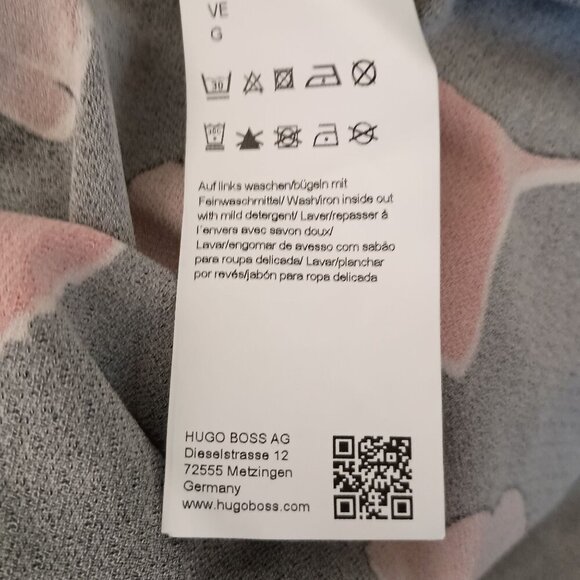 VE
G
30
Auf links waschen/bügeln mit
Feinwaschmittel/ Wash/iron inside out
with mild detergent/ Laver/repasser à
l'envers avec savon doux/
Lavar/engomar de avesso com sabão
para roupa delicada/ Lavar/planchar
por revés/jabón para ropa delicada
HUGO BOSS AG
Dieselstrasse 12
72555 Metzingen
Germany
www.hugoboss.com